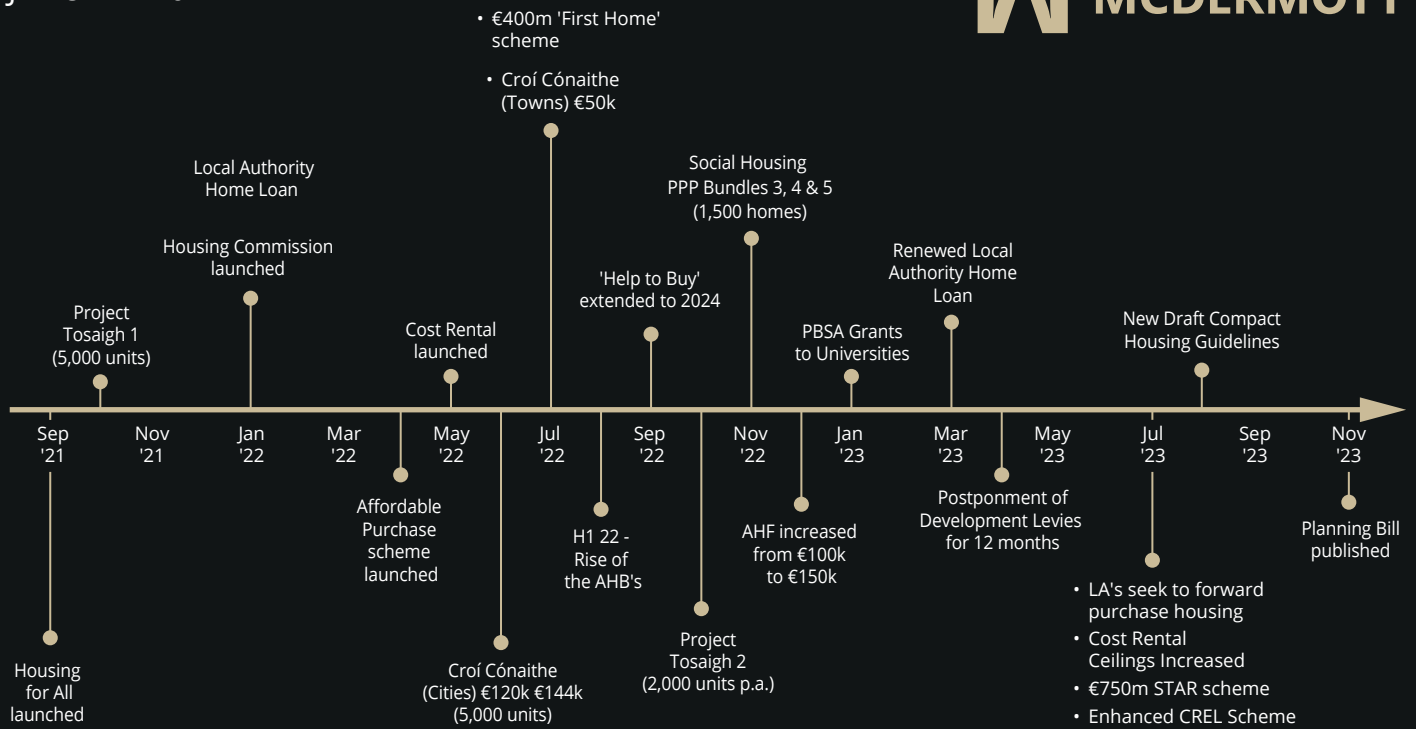 MCDERMOTT
• €400m 'First Home'
scheme
• Croí Cónaithe
(Towns) €50k
Local Authority
Home Loan
Housing Commission
launched
Project
Tosaigh 1
(5,000 units)
Cost Rental
launched
'Help to Buy'
extended to 2024
Social Housing
PPP Bundles 3, 4 & 5
(1,500 homes)
PBSA Grants
to Universities
Renewed Local
Authority Home
Loan
New Draft Compact
Housing Guidelines
Sep
'21
Nov
'21
Jan
'22
Mar
'22
May
'22
Jul
'22
Sep
'22
Nov
'22
Jan
'23
Mar
'23
May
'23
Jul
'23
Sep
'23
Nov
'23
Housing
for All
launched
Affordable
Purchase
scheme
launched
Croí Cónaithe
(Cities) €120k €144k
(5,000 units)
H1 22 -
Rise of
the AHB's
Project
Tosaigh 2
(2,000 units p.a.)
AHF increased
from €100k
to €150k
Postponment of
Development Levies
for 12 months
• LA's seek to forward
purchase housing
• Cost Rental
Ceilings Increased
• €750m STAR scheme
• Enhanced CREL Scheme
Planning Bill
published